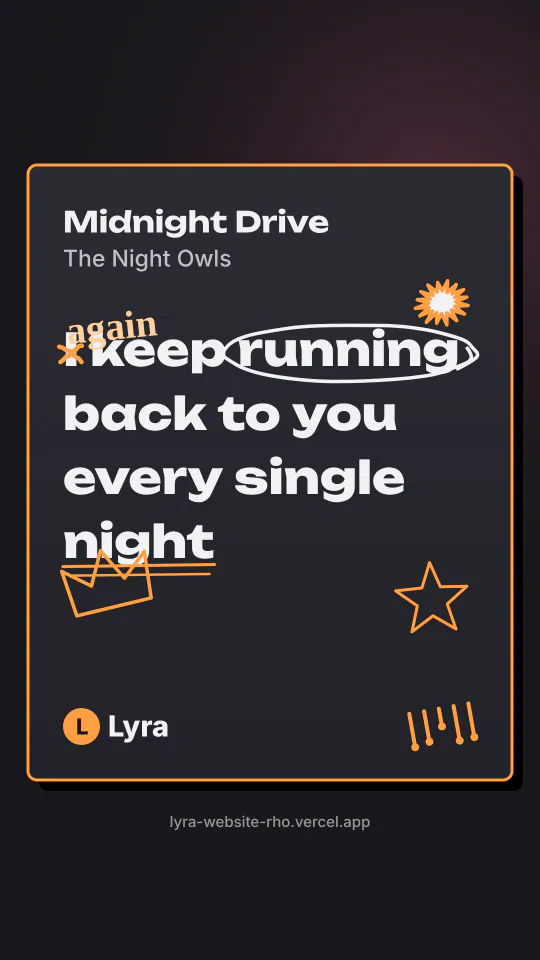 Midnight Drive
The Night Owls
again
I keep running
back to you
every single
night
L Lyra
lyra-website-rho.vercel.app